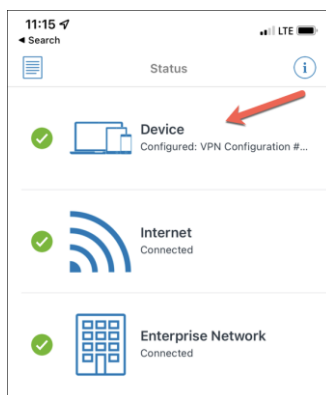 11:15
LTE
◄ Search
Status
i
Device
Configured: VPN Configuration #...
Internet
Connected
Enterprise Network
Connected